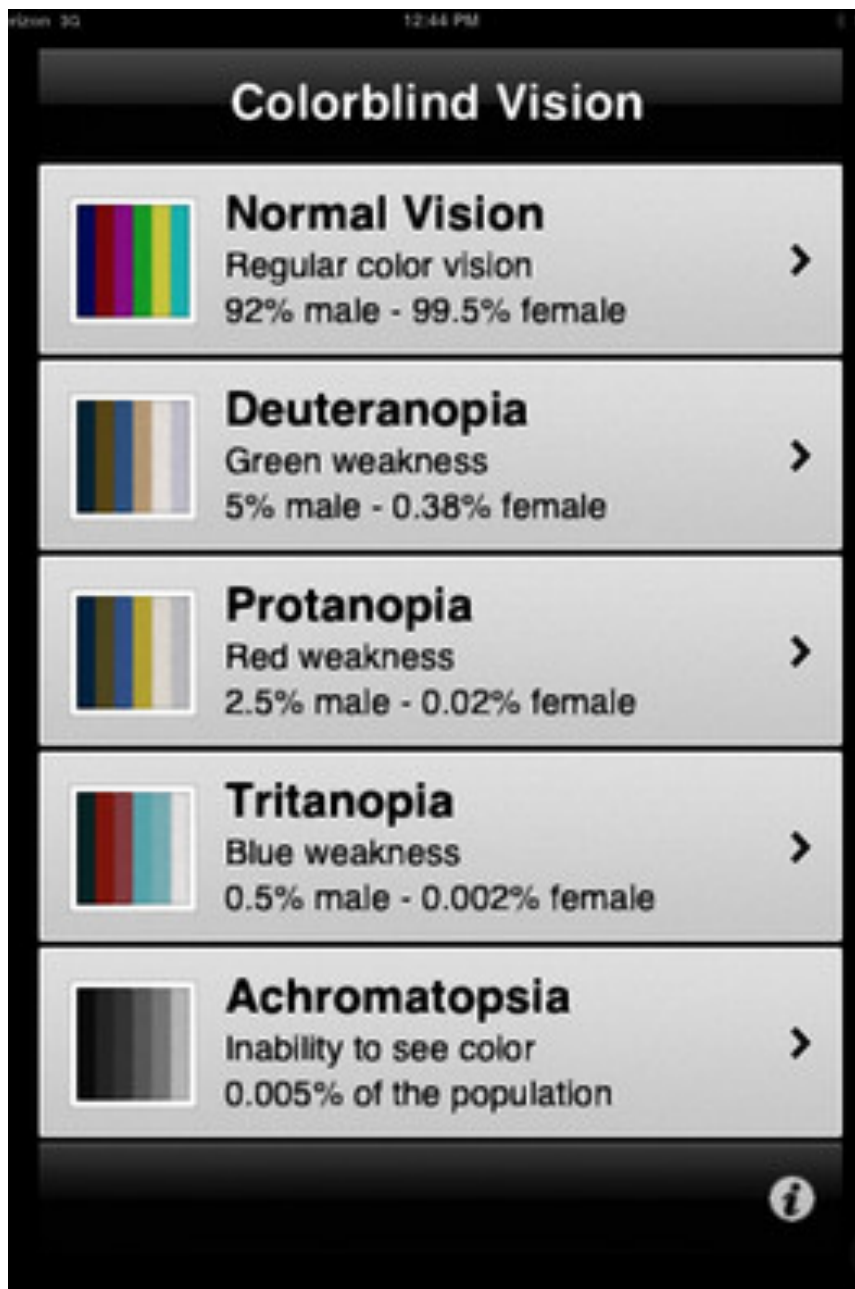 rizon 3G 12:44 PM
Colorblind Vision
Normal Vision
Regular color vision
92% male - 99.5% female
Deuteranopia
Green weakness
5% male - 0.38% female
Protanopia
Red weakness
2.5% male - 0.02% female
Tritanopia
Blue weakness
0.5% male - 0.002% female
Achromatopsia
Inability to see color
0.005% of the population
i